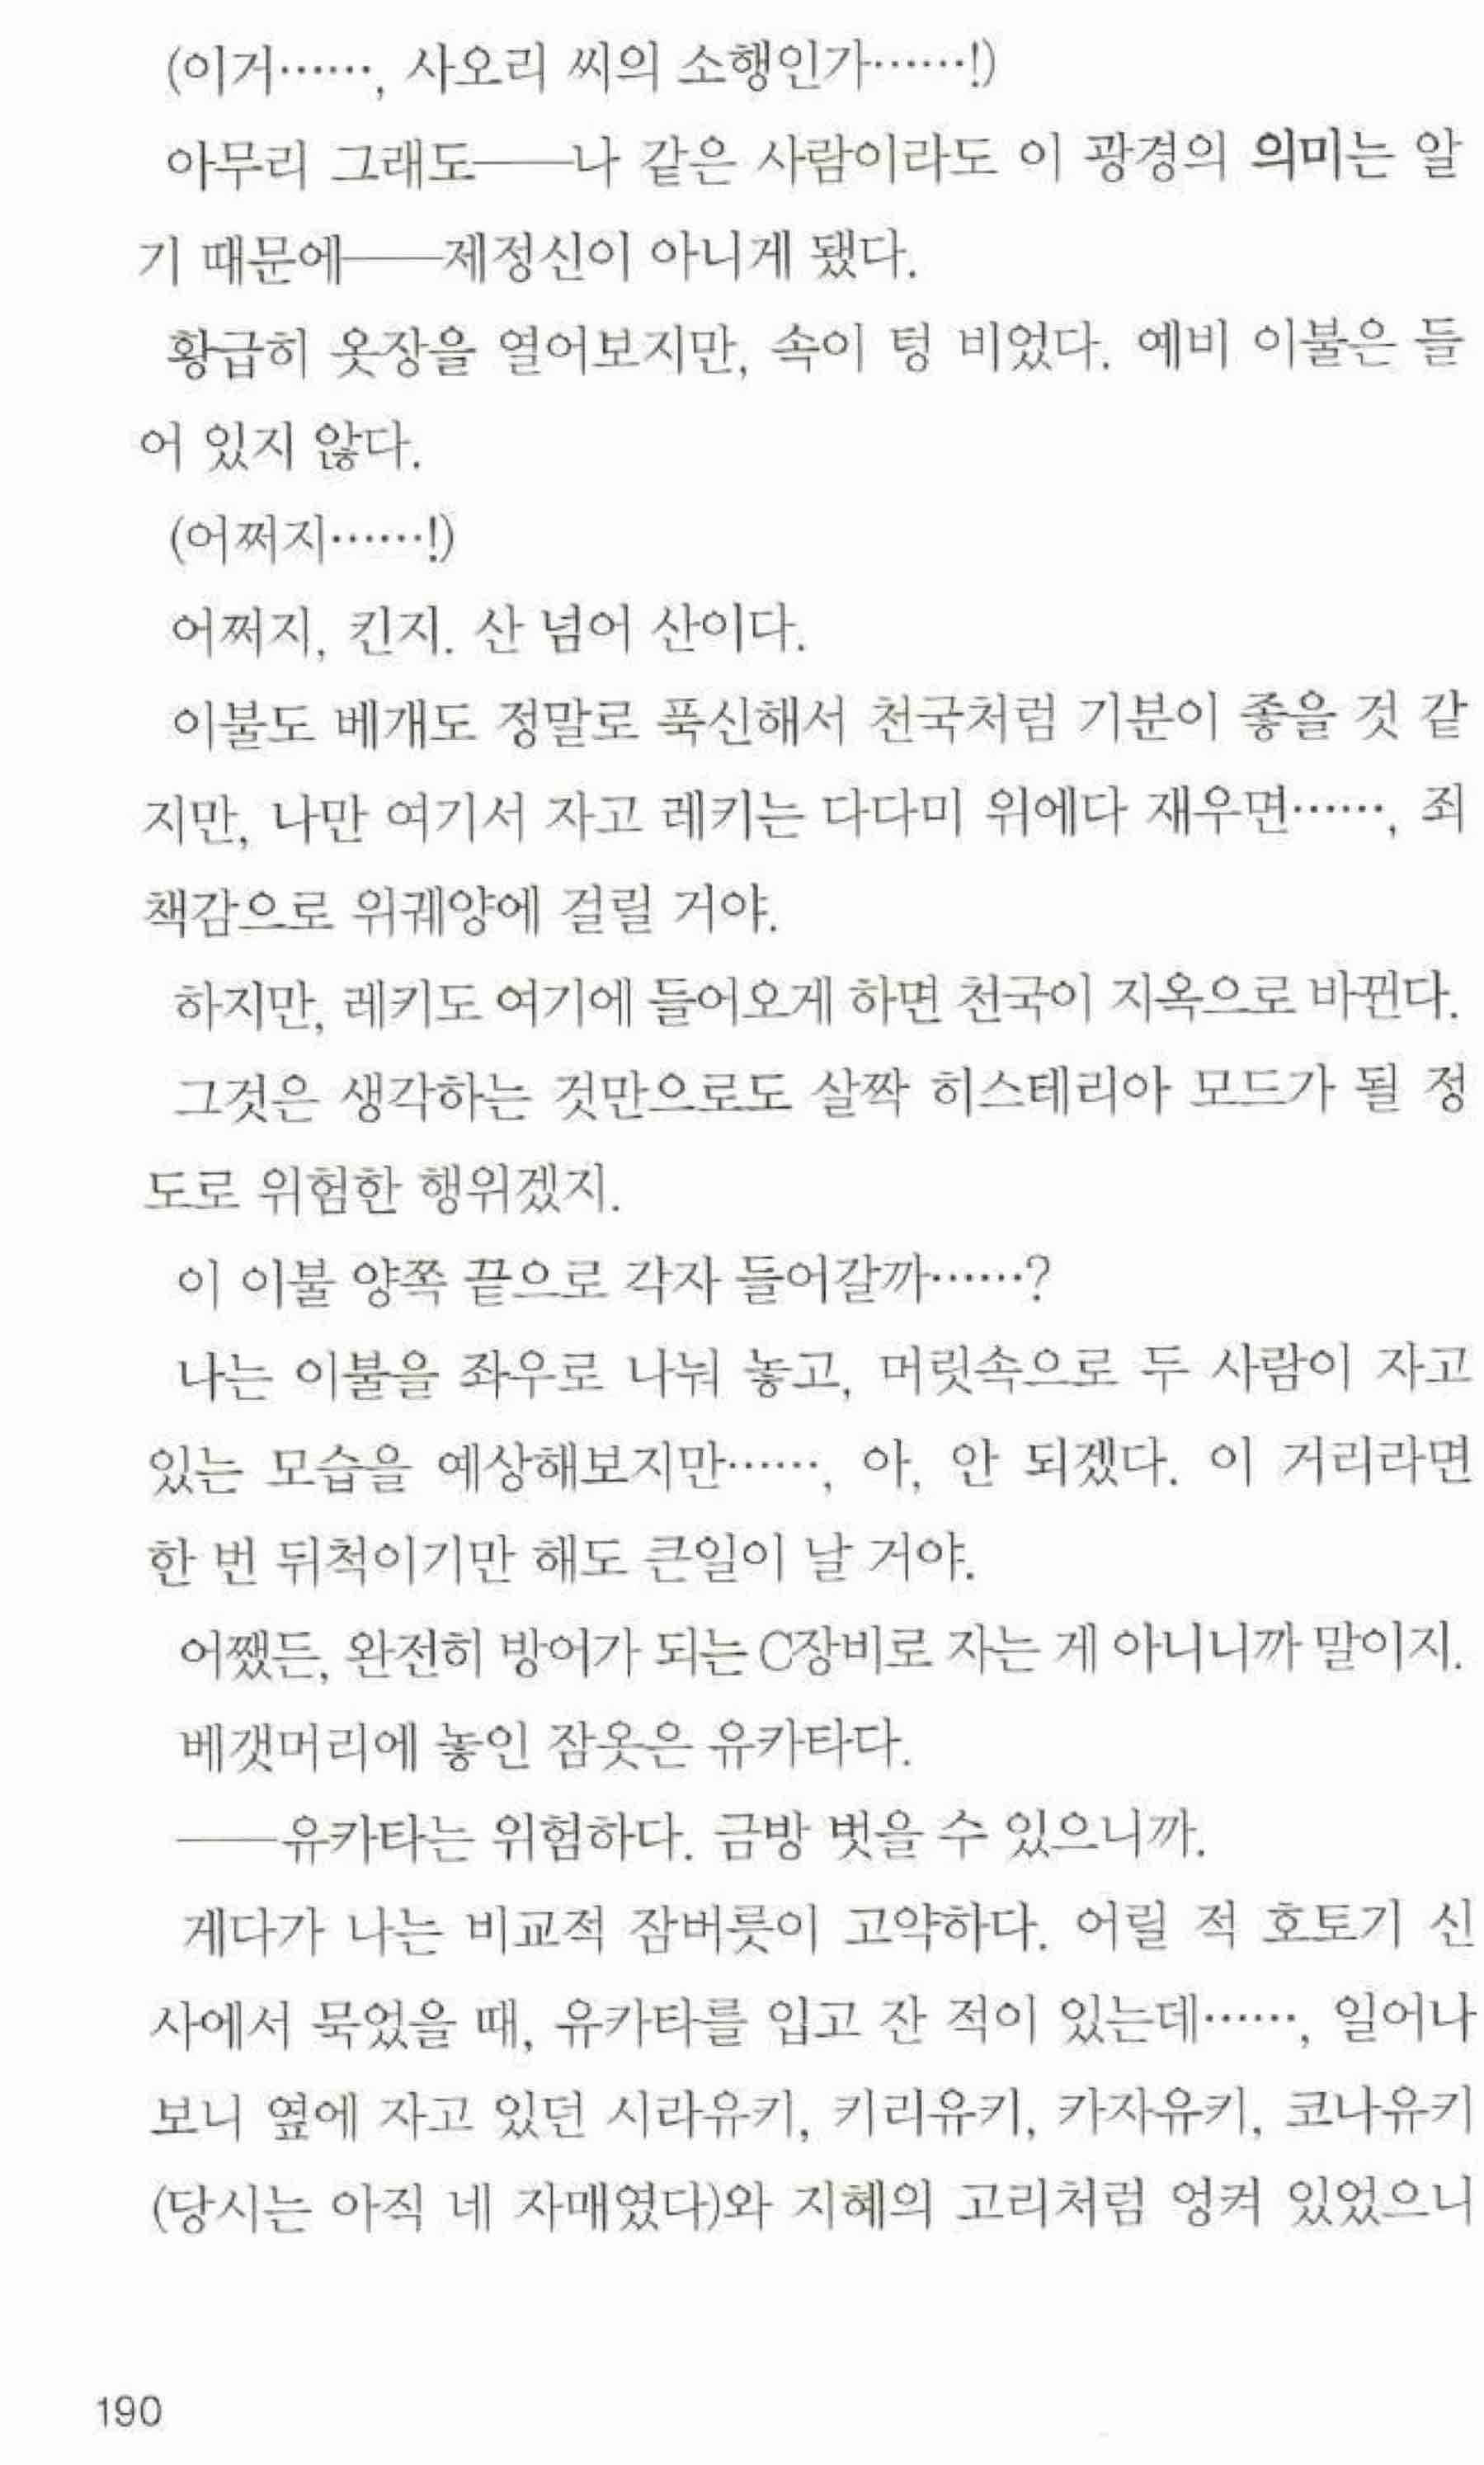 (이거……, 사오리 씨의 소행인가……!)
아무리 그래도──나 같은 사람이라도 이 광경의 의미는 알
기 때문에──제정신이 아니게 됐다.
황급히 옷장을 열어보지만, 속이 텅 비었다. 예비 이불은 들
어 있지 않다.
(어쩌지……!)
어쩌지, 킨지. 산 넘어 산이다.
이불도 베개도 정말로 푹신해서 천국처럼 기분이 좋을 것 같
지만, 나만 여기서 자고 레키는 다다미 위에다 재우면……, 죄
책감으로 위궤양에 걸릴 거야.
하지만, 레키도 여기에 들어오게 하면 천국이 지옥으로 바뀐다.
그것은 생각하는 것만으로도 살짝 히스테리아 모드가 될 정
도로 위험한 행위겠지.
이 이불 양쪽 끝으로 각자 들어갈까……?
나는 이불을 좌우로 나눠 놓고, 머릿속으로 두 사람이 자고
있는 모습을 예상해보지만……, 아, 안 되겠다. 이 거리라면
한 번 뒤척이기만 해도 큰일이 날 거야.
어쨌든, 완전히 방어가 되는 C장비로 자는 게 아니니까 말이지.
베갯머리에 놓인 잠옷은 유카타다.
──유카타는 위험하다. 금방 벗을 수 있으니까.
게다가 나는 비교적 잠버릇이 고약하다. 어릴 적 호토기 신
사에서 묵었을 때, 유카타를 입고 잔 적이 있는데……, 일어나
보니 옆에 자고 있던 시라유키, 키리유키, 카자유키, 코나유키
(당시는 아직 네 자매였다)와 지혜의 고리처럼 엉켜 있었으니
190